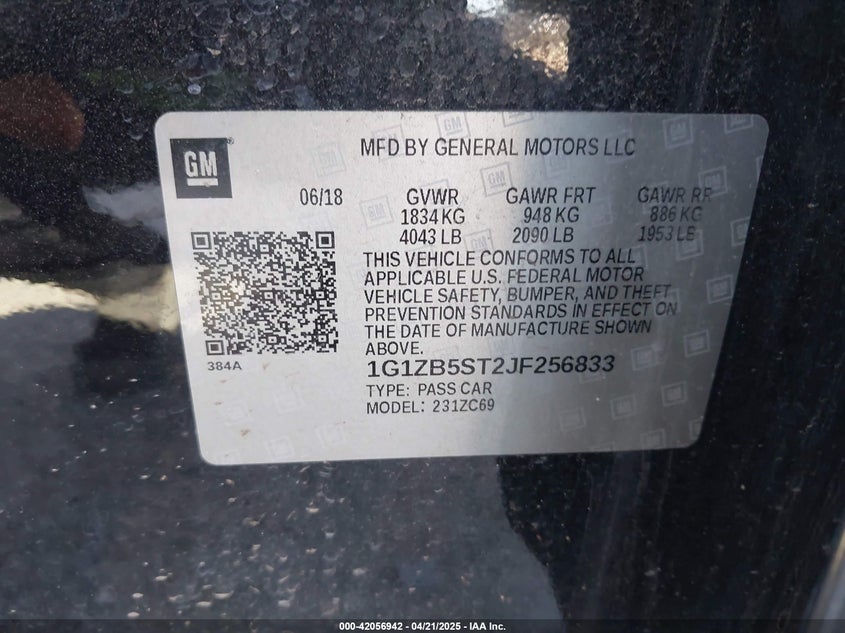 GM
MFD BY GENERAL MOTORS LLC
06/18 GVWR GAWR FRT GAWR RR
1834 KG 948 KG 886 KG
4043 LB 2090 LB 1953 LB
THIS VEHICLE CONFORMS TO ALL
APPLICABLE U.S. FEDERAL MOTOR
VEHICLE SAFETY, BUMPER, AND THEFT
PREVENTION STANDARDS IN EFFECT ON
THE DATE OF MANUFACTURE SHOWN
ABOVE.
384A
1G1ZB5ST2JF256833
TYPE: PASS CAR
MODEL: 231ZC69
000-42056942 - 04/21/2025 - IAA Inc.